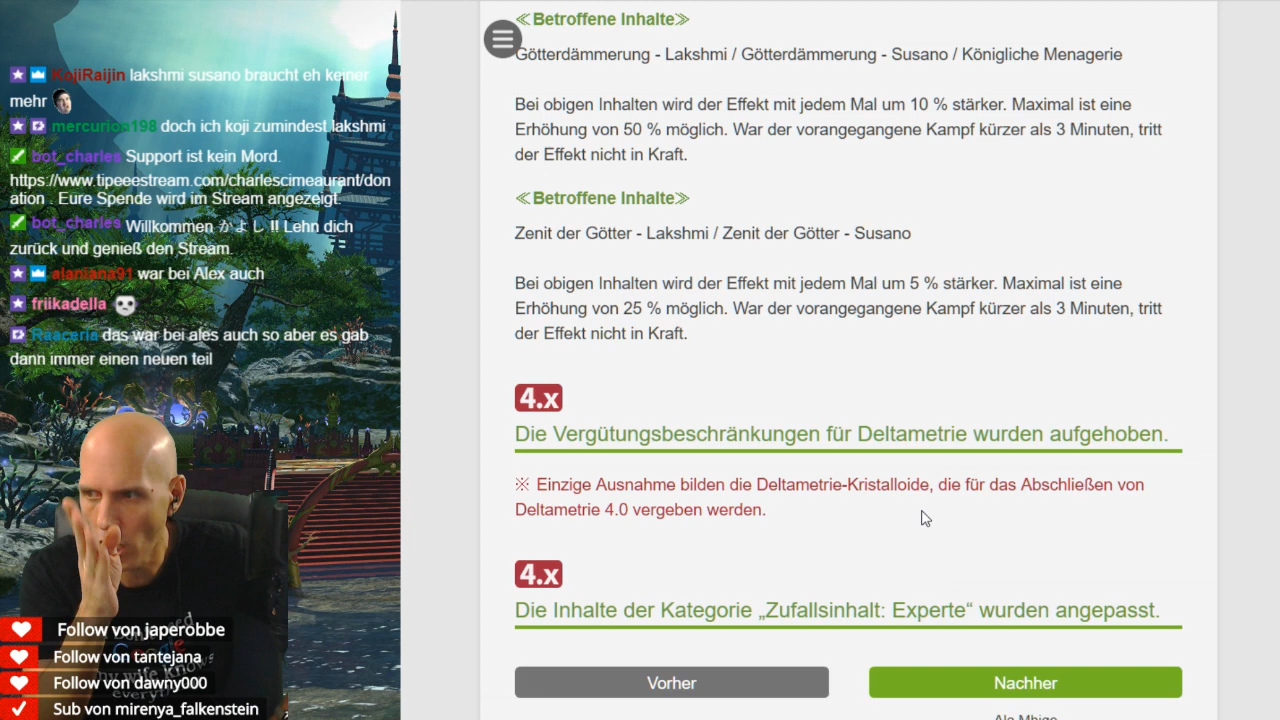 KojiRaijin lakshmi susano braucht eh keiner
mehr
mercurion198 doch ich koji zumindest lakshmi
bot_charles Support ist kein Mord.
https://www.tipeeestream.com/charlescimeaurant/don
ation . Eure Spende wird im Stream angezeigt.
bot_charles Willkommen かよし !! Lehn dich
zurück und genieß den Stream.
alaniana91 war bei Alex auch
friikadella
Raaceria das war bei ales auch so aber es gab
dann immer einen neuen teil
my wife knows
everyth
Follow von japerobbe
Follow von tantejana
Follow von dawny000
Sub von mirenya_falkenstein
≪Betroffene Inhalte≫
Götterdämmerung - Lakshmi / Götterdämmerung - Susano / Königliche Menagerie
Bei obigen Inhalten wird der Effekt mit jedem Mal um 10 % stärker. Maximal ist eine
Erhöhung von 50 % möglich. War der vorangegangene Kampf kürzer als 3 Minuten, tritt
der Effekt nicht in Kraft.
≪Betroffene Inhalte≫
Zenit der Götter - Lakshmi / Zenit der Götter - Susano
Bei obigen Inhalten wird der Effekt mit jedem Mal um 5 % stärker. Maximal ist eine
Erhöhung von 25 % möglich. War der vorangegangene Kampf kürzer als 3 Minuten, tritt
der Effekt nicht in Kraft.
4.x
Die Vergütungsbeschränkungen für Deltametrie wurden aufgehoben.
※ Einzige Ausnahme bilden die Deltametrie-Kristalloide, die für das Abschließen von
Deltametrie 4.0 vergeben werden.
4.x
Die Inhalte der Kategorie „Zufallsinhalt: Experte“ wurden angepasst.
Vorher
Nachher
Ala Mhigo